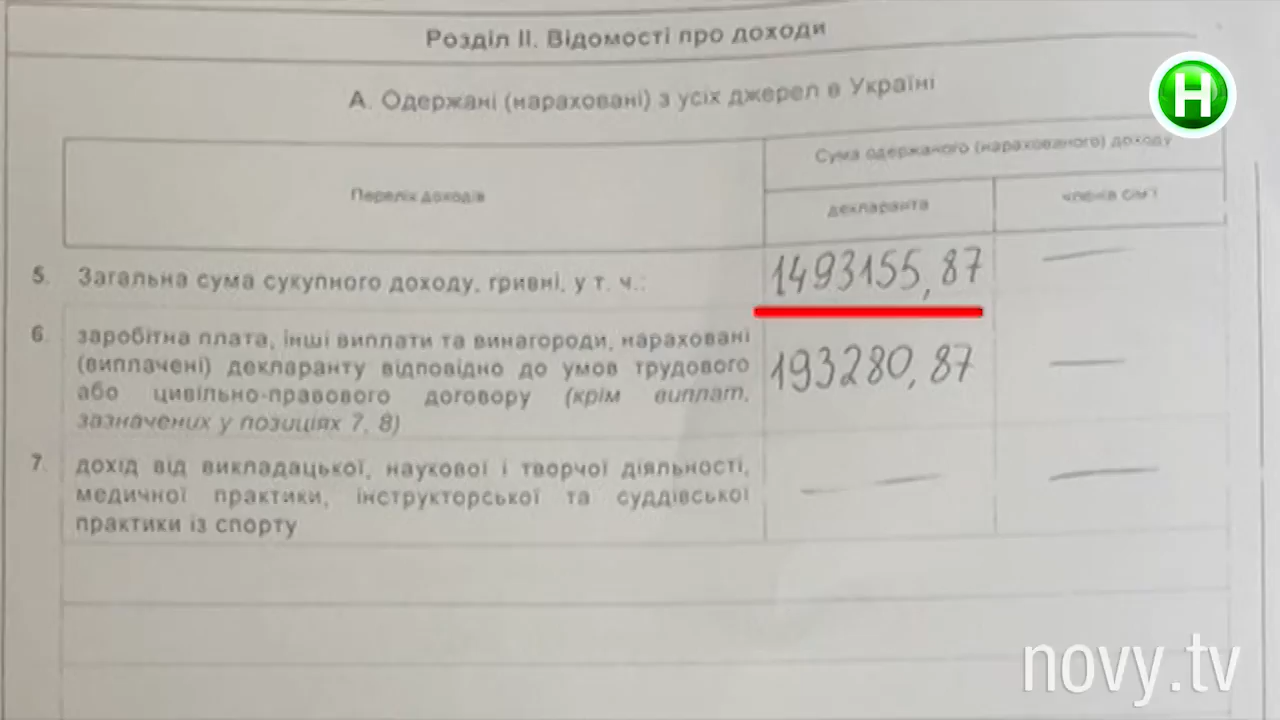 Розділ II. Відомості про доходи
А. Одержані (нараховані) з усіх джерел в Україні
Н
Перелік доходів
Сума одержаного (нарахованого) доходу
декларанта
членів сім'ї
5. Загальна сума сукупного доходу, гривні, у т. ч.:
1493155,87
6. заробітна плата, інші виплати та винагороди, нараховані
(виплачені) декларанту відповідно до умов трудового
або цивільно-правового договору (крім виплат,
зазначених у позиціях 7, 8)
193280,87
7. дохід від викладацької, наукової і творчої діяльності,
медичної практики, інструкторської та суддівської
практики із спорту
novy.tv